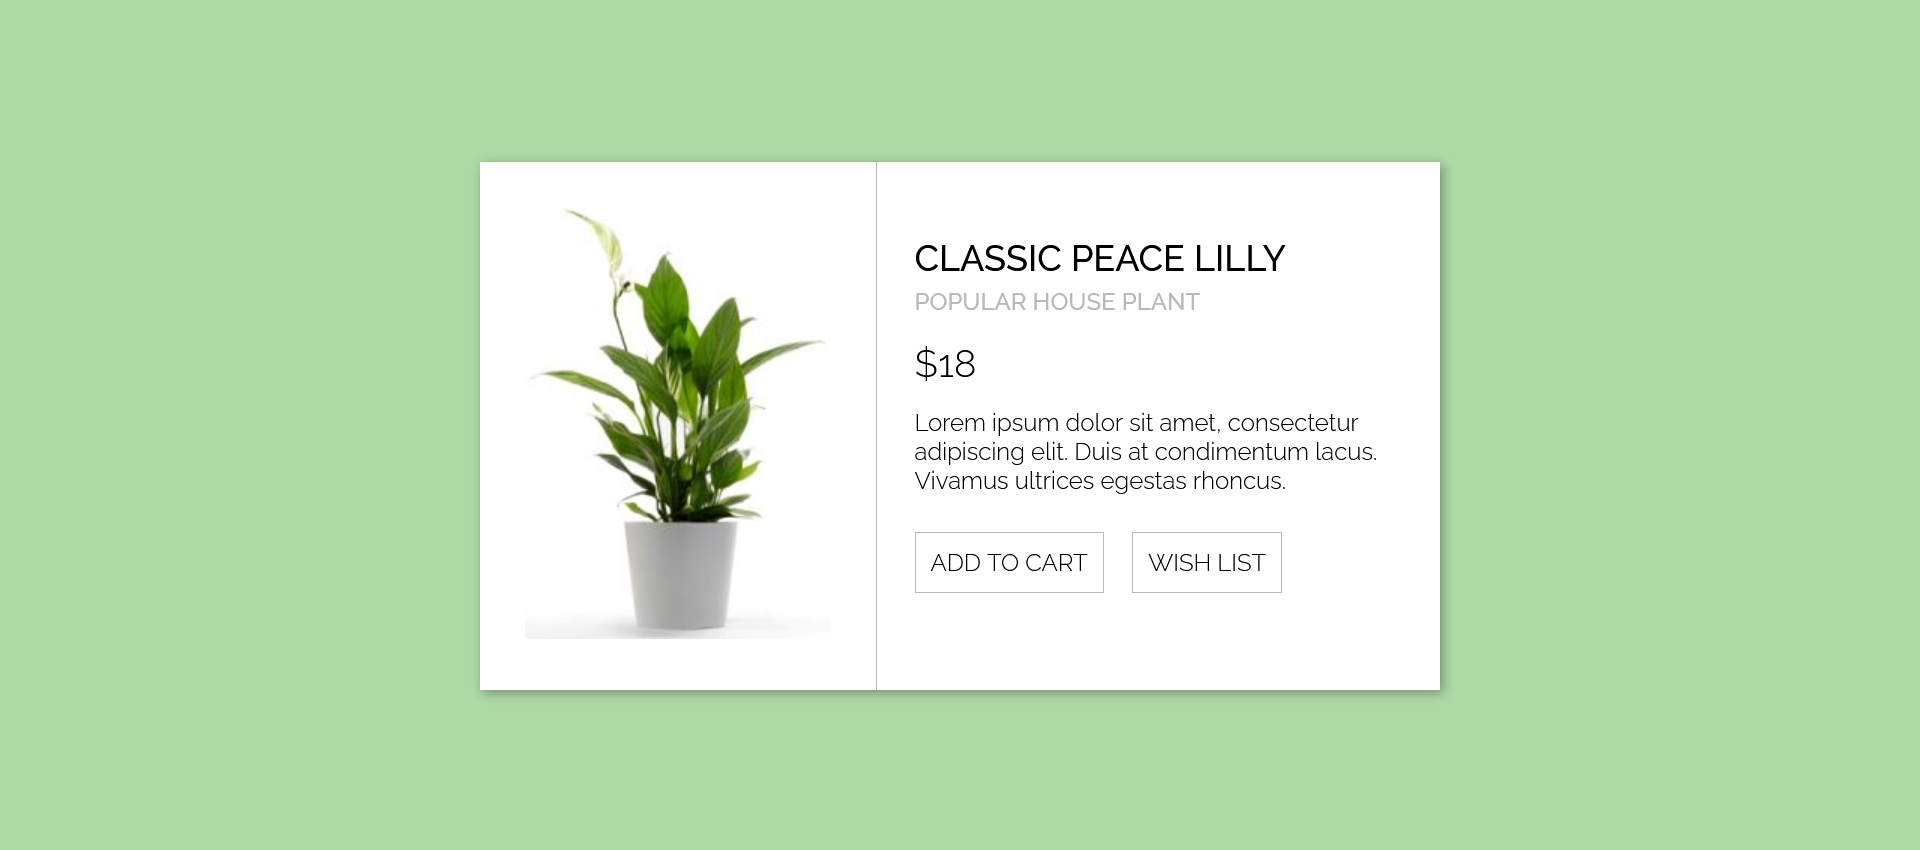 CLASSIC PEACE LILLY
POPULAR HOUSE PLANT
$18
Lorem ipsum dolor sit amet, consectetur
adipiscing elit. Duis at condimentum lacus.
Vivamus ultrices egestas rhoncus.
ADD TO CART
WISH LIST